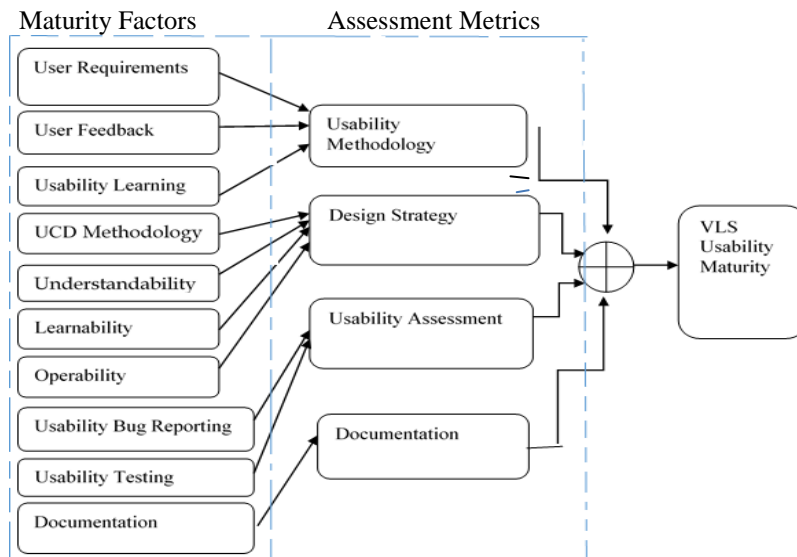 Maturity Factors
Assessment Metrics
User Requirements
User Feedback
Usability Learning
UCD Methodology
Understandability
Learnability
Operability
Usability Bug Reporting
Usability Testing
Documentation
Usability
Methodology
Design Strategy
Usability Assessment
Documentation
VLS
Usability
Maturity